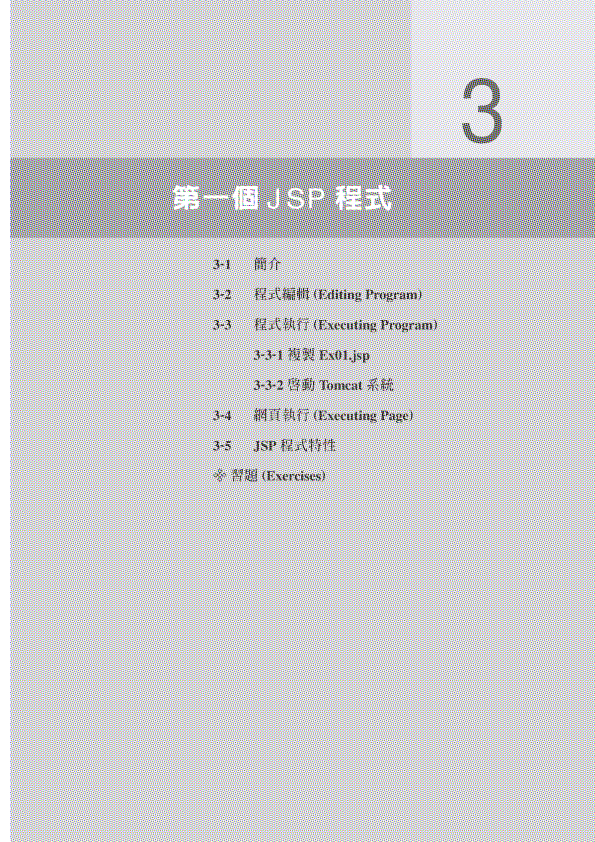 3
第一個 JSP 程式
3-1 簡介
3-2 程式編輯 (Editing Program)
3-3 程式執行 (Executing Program)
3-3-1 複製 Ex01.jsp
3-3-2 啓動 Tomcat 系統
3-4 網頁執行 (Executing Page)
3-5 JSP 程式特性
❖ 習題 (Exercises)